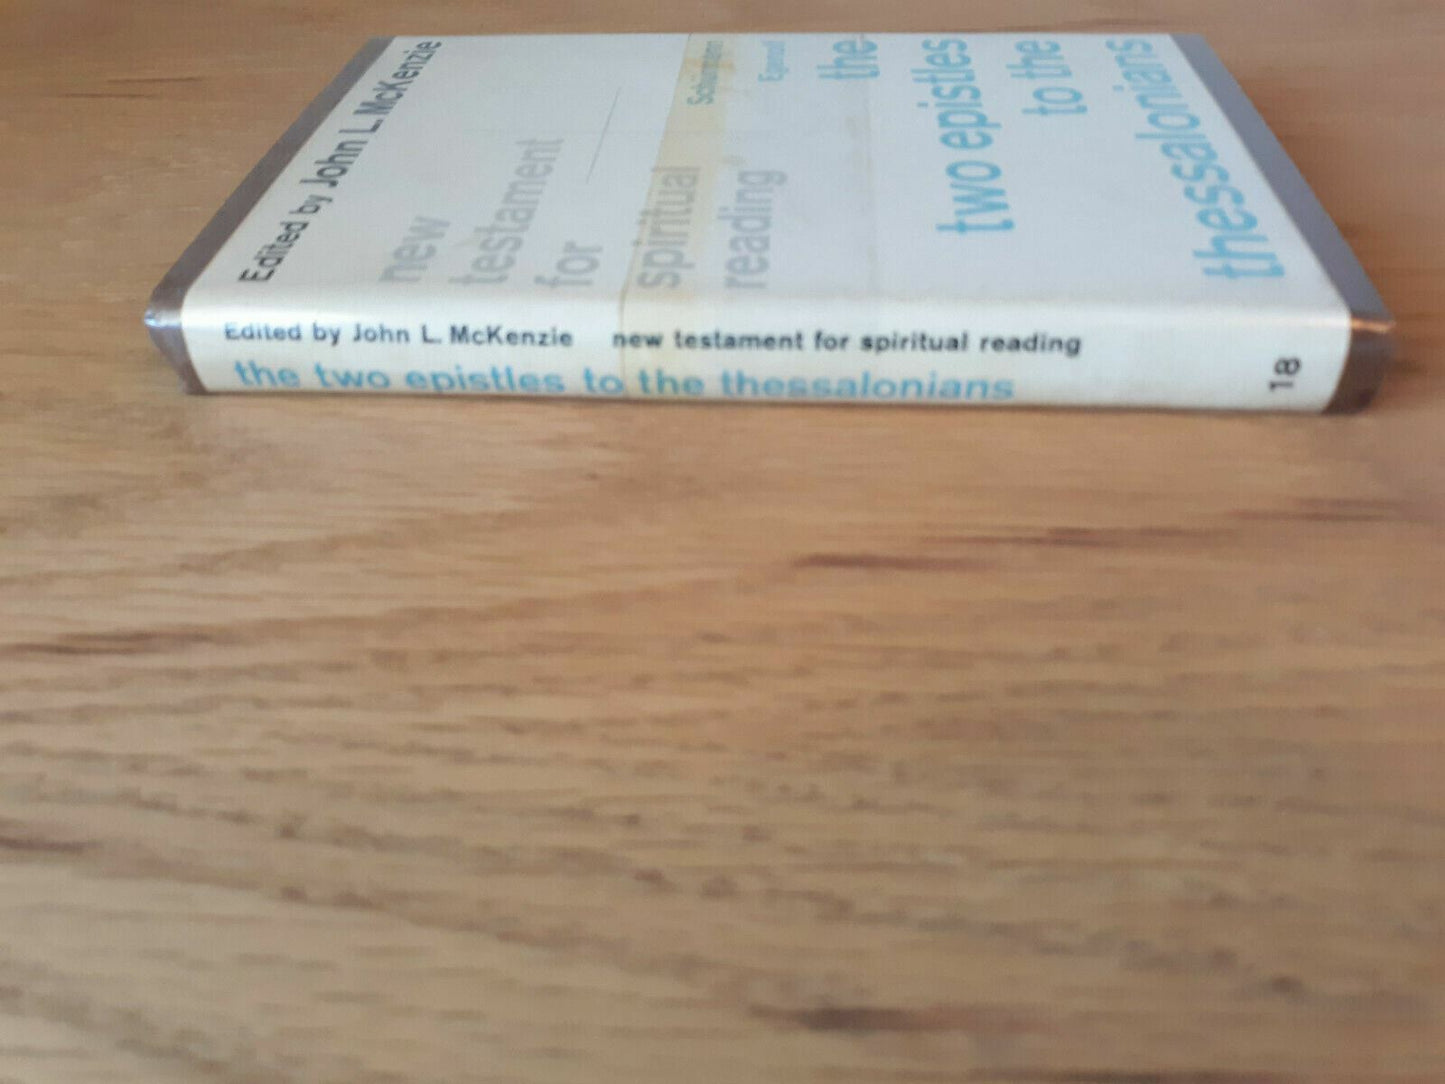 Edited by John L. McKenzie
new
testament
for
spiritual
reading
Schürmann
Egenolf
the
two epistles
to the
thessalonians
Edited by John L. McKenzie new testament for spiritual reading
the two epistles to the thessalonians
18